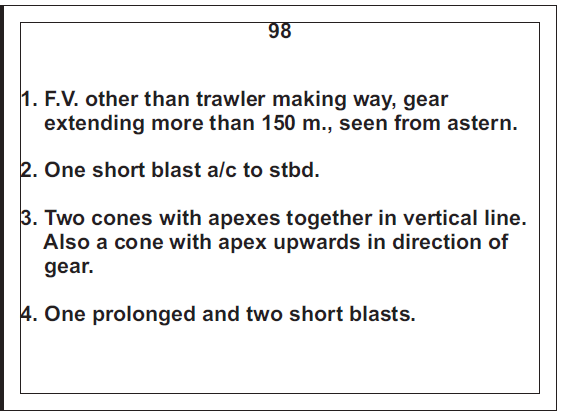 98
1. F.V. other than trawler making way, gear
extending more than 150 m., seen from astern.
2. One short blast a/c to stbd.
3. Two cones with apexes together in vertical line.
Also a cone with apex upwards in direction of
gear.
4. One prolonged and two short blasts.